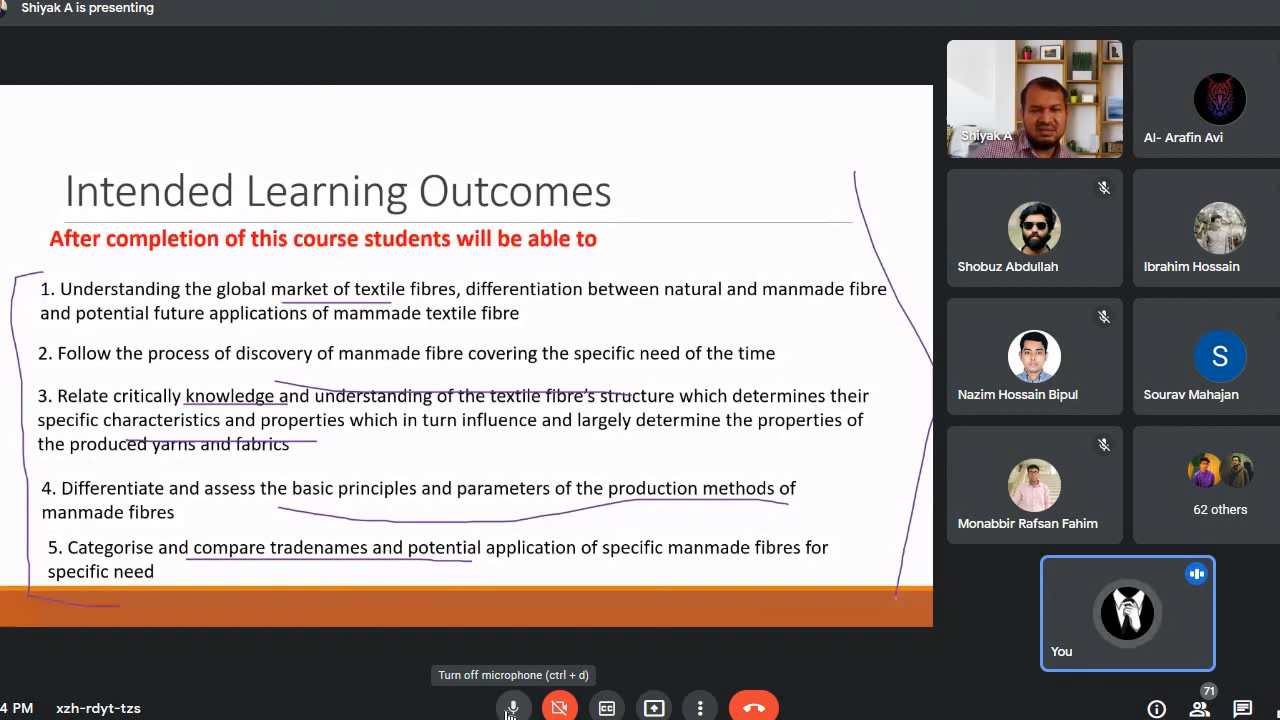 Shiyak A is presenting
Intended Learning Outcomes
After completion of this course students will be able to
1. Understanding the global market of textile fibres, differentiation between natural and manmade fibre
and potential future applications of mammade textile fibre
2. Follow the process of discovery of manmade fibre covering the specific need of the time
3. Relate critically knowledge and understanding of the textile fibre's structure which determines their
specific characteristics and properties which in turn influence and largely determine the properties of
the produced yarns and fabrics
4. Differentiate and assess the basic principles and parameters of the production methods of
manmade fibres
5. Categorise and compare tradenames and potential application of specific manmade fibres for
specific need
Shiyak A
Al- Arafin Avi
Shobuz Abdullah
Ibrahim Hossain
Nazim Hossain Bipul
S
Sourav Mahajan
Monabbir Rafsan Fahim
62 others
You
Turn off microphone (ctrl + d)
4 PM
xzh-rdyt-tzs
CC
71